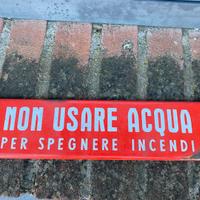 NON USARE ACQUA
PER SPEGNERE INCENDI